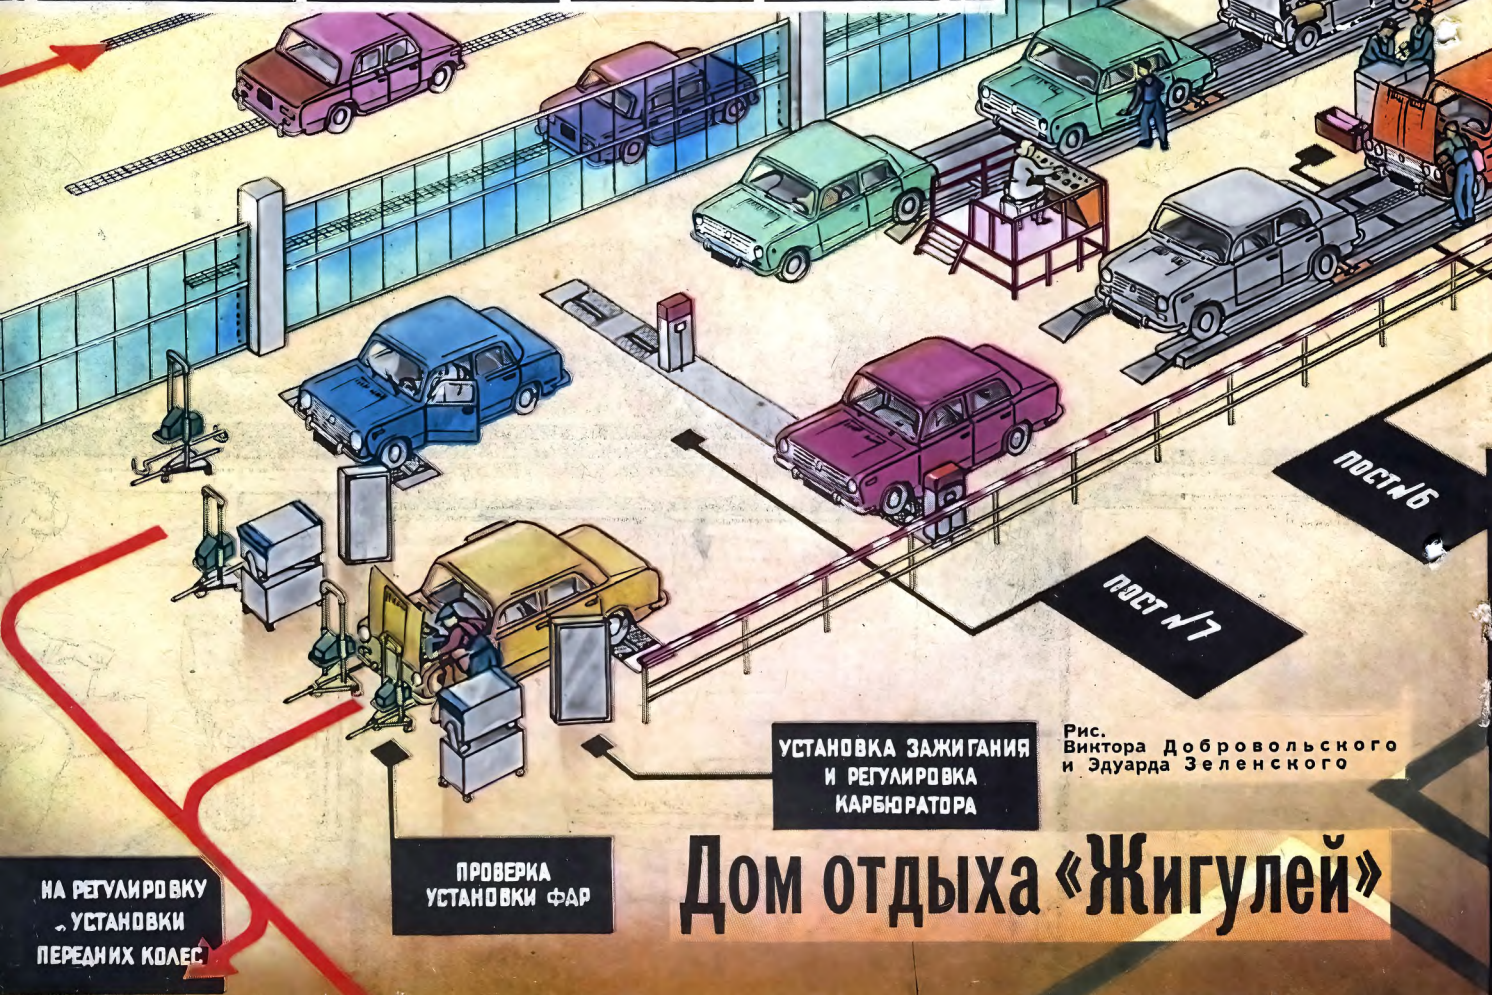 ПОСТ №6
ПОСТ №7
УСТАНОВКА ЗАЖИГАНИЯ
И РЕГУЛИРОВКА
КАРБЮРАТОРА
Рис.
Виктора Добровольского
и Эдуарда Зеленского
ПРОВЕРКА
УСТАНОВКИ ФАР
НА РЕГУЛИРОВКУ
УСТАНОВКИ
ПЕРЕДНИХ КОЛЕС
Дом отдыха «Жигулей»